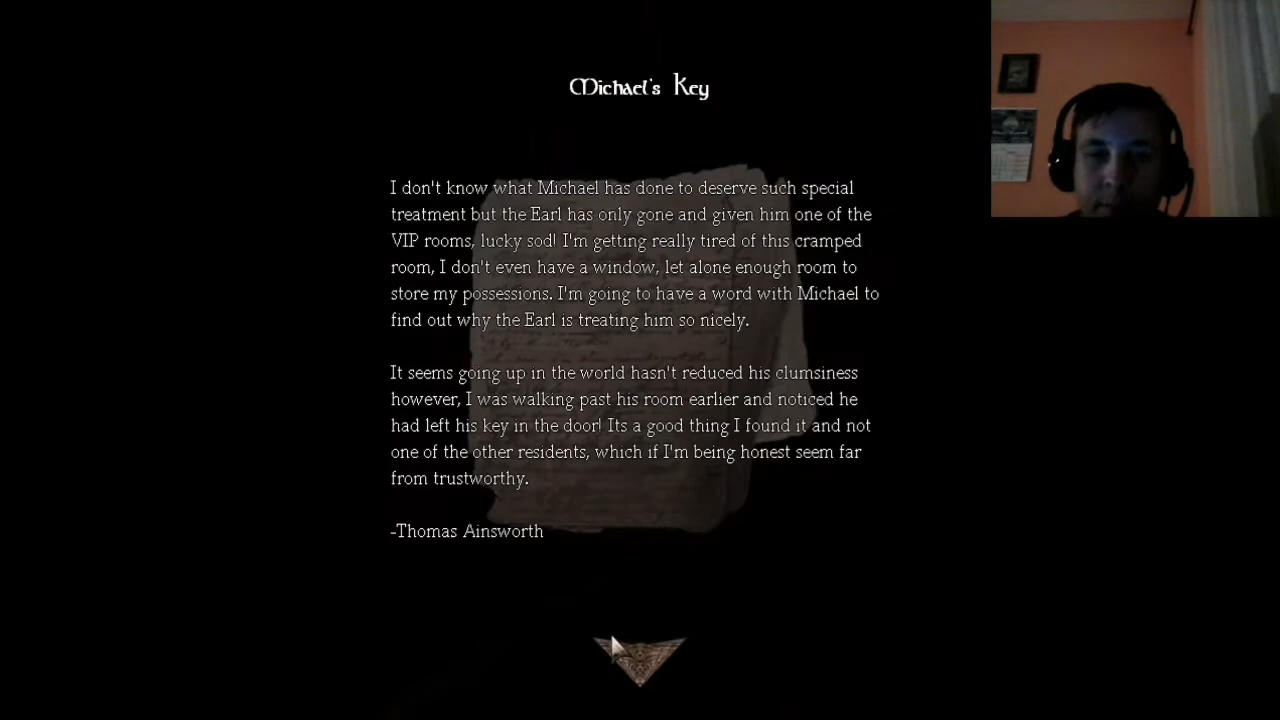 Michael's Key
I don't know what Michael has done to deserve such special
treatment but the Earl has only gone and given him one of the
VIP rooms, lucky sod! I'm getting really tired of this cramped
room, I don't even have a window, let alone enough room to
store my possessions. I'm going to have a word with Michael to
find out why the Earl is treating him so nicely.
It seems going up in the world hasn't reduced his clumsiness
however, I was walking past his room earlier and noticed he
had left his key in the door! Its a good thing I found it and not
one of the other residents, which if I'm being honest seem far
from trustworthy.
-Thomas Ainsworth